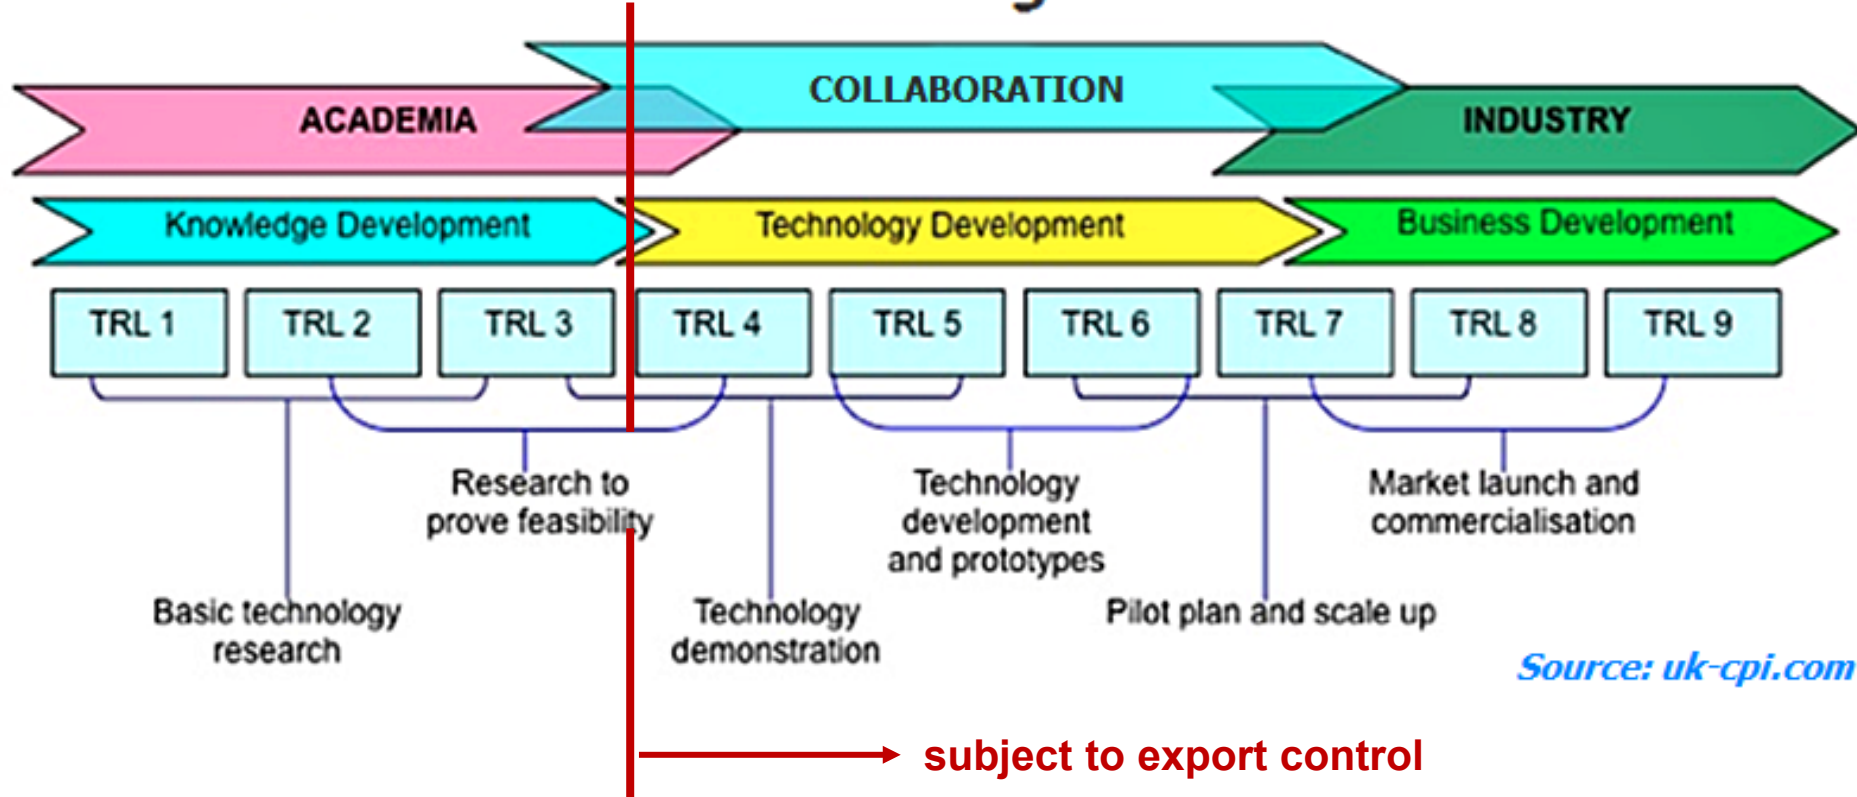 COLLABORATION
ACADEMIA
INDUSTRY
Knowledge Development
Technology Development
Business Development
TRL 1
TRL 2
TRL 3
TRL 4
TRL 5
TRL 6
TRL 7
TRL 8
TRL 9
Research to
prove feasibility
Technology
development
and prototypes
Market launch and
commercialisation
Basic technology
research
Technology
demonstration
Pilot plan and scale up
Source: uk-cpi.com
subject to export control